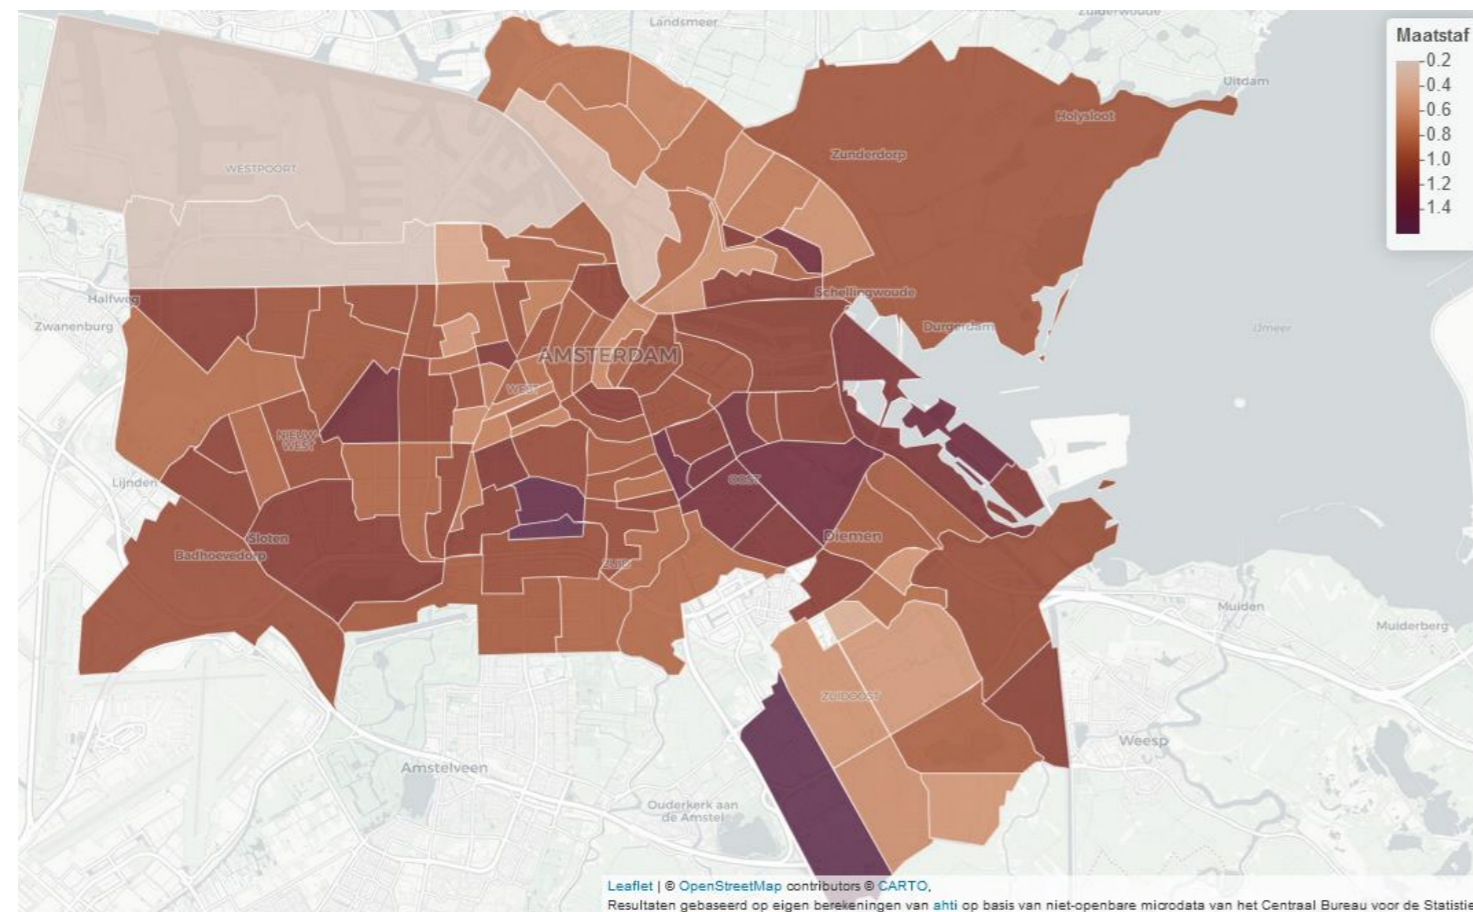 Landsmeer
Zuiderwoude
Maatstaf
0.2
0.4
0.6
0.8
1.0
1.2
1.4
Uitdam
Holysloot
Zunderdorp
WESTPOORT
Halfweg
Zwanenburg
Schellingwoude
Durgerdam
IJmeer
AMSTERDAM
WEST
NIEUW-
WEST
Lijnden
OOST
Sloten
Badhoevedorp
Diemen
ZUID
Muiden
Muiderberg
ZUIDOOST
Weesp
Amstelveen
Ouderkerk aan
de Amstel
Leaflet | © OpenStreetMap contributors © CARTO,
Resultaten gebaseerd op eigen berekeningen van ahti op basis van niet-openbare microdata van het Centraal Bureau voor de Statistie